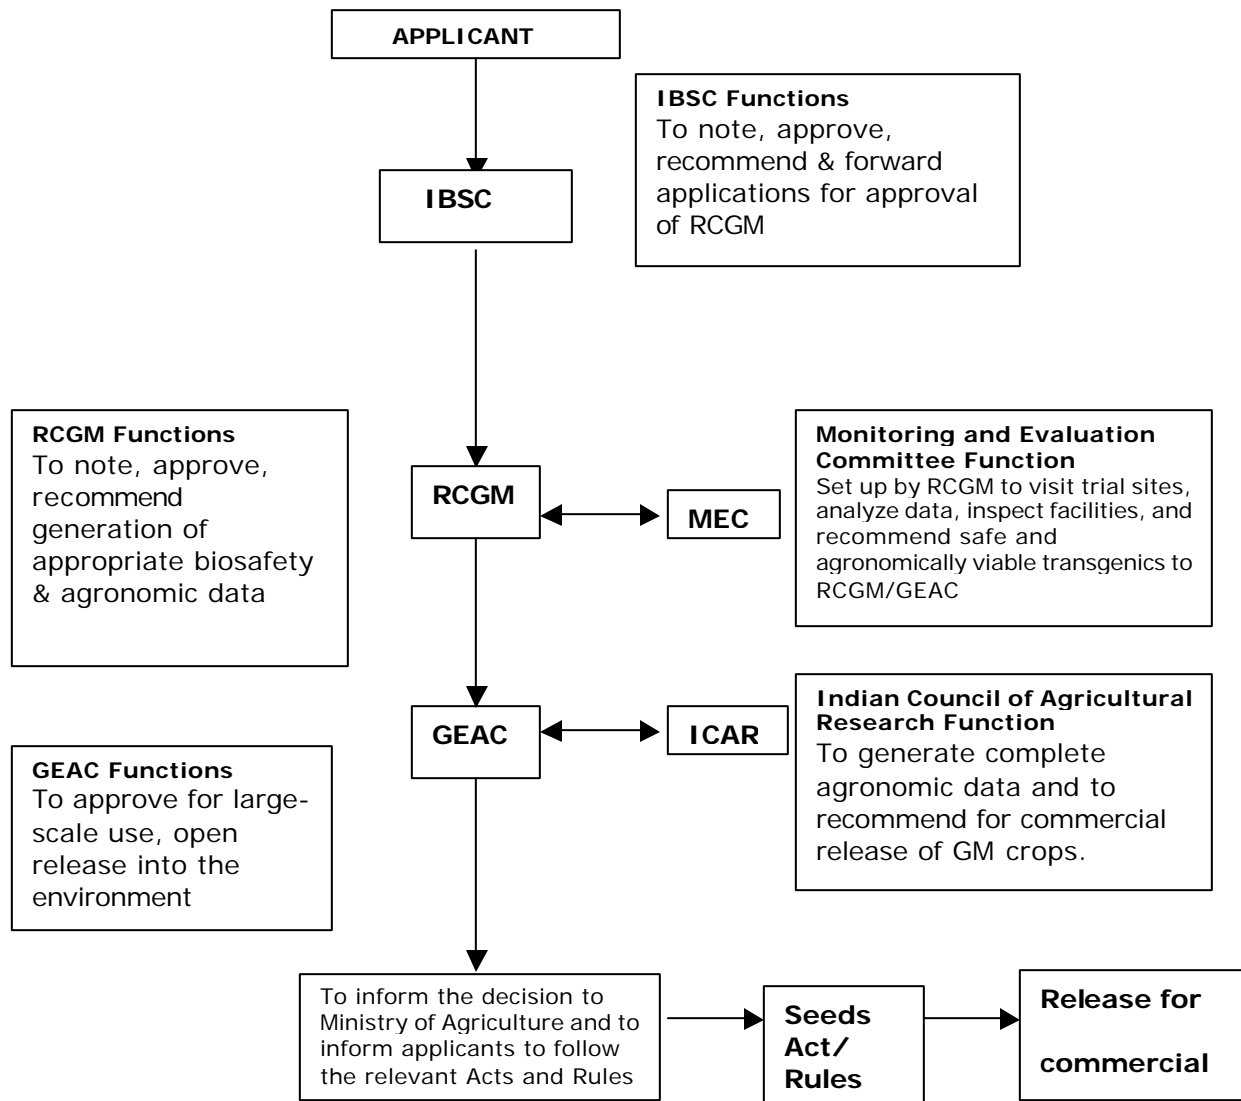 APPLICANT
IBSC Functions
To note, approve,
recommend & forward
applications for approval
of RCGM
IBSC
RCGM Functions
To note, approve,
recommend
generation of
appropriate biosafety
& agronomic data
RCGM
MEC
Monitoring and Evaluation
Committee Function
Set up by RCGM to visit trial sites,
analyze data, inspect facilities, and
recommend safe and
agronomically viable transgenics to
RCGM/GEAC
GEAC
ICAR
Indian Council of Agricultural
Research Function
To generate complete
agronomic data and to
recommend for commercial
release of GM crops.
GEAC Functions
To approve for large-
scale use, open
release into the
environment
To inform the decision to
Ministry of Agriculture and to
inform applicants to follow
the relevant Acts and Rules
Seeds
Act/
Rules
Release for
commercial